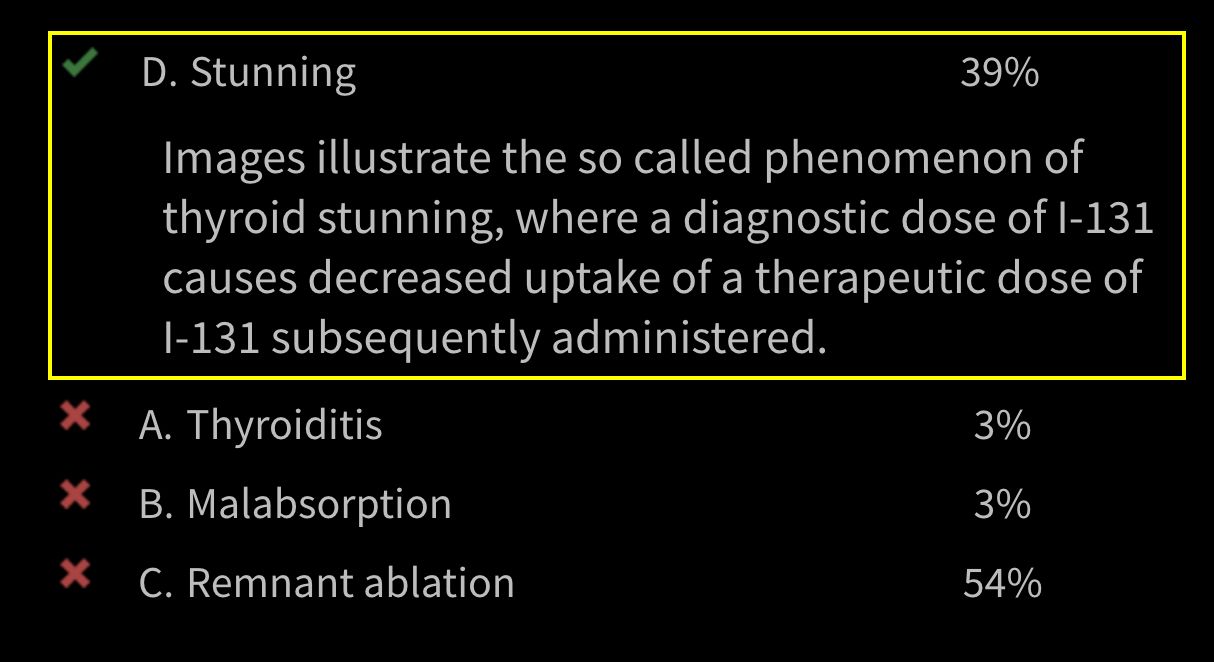 D. Stunning 39%
Images illustrate the so called phenomenon of
thyroid stunning, where a diagnostic dose of I-131
causes decreased uptake of a therapeutic dose of
I-131 subsequently administered.
A. Thyroiditis 3%
B. Malabsorption 3%
C. Remnant ablation 54%